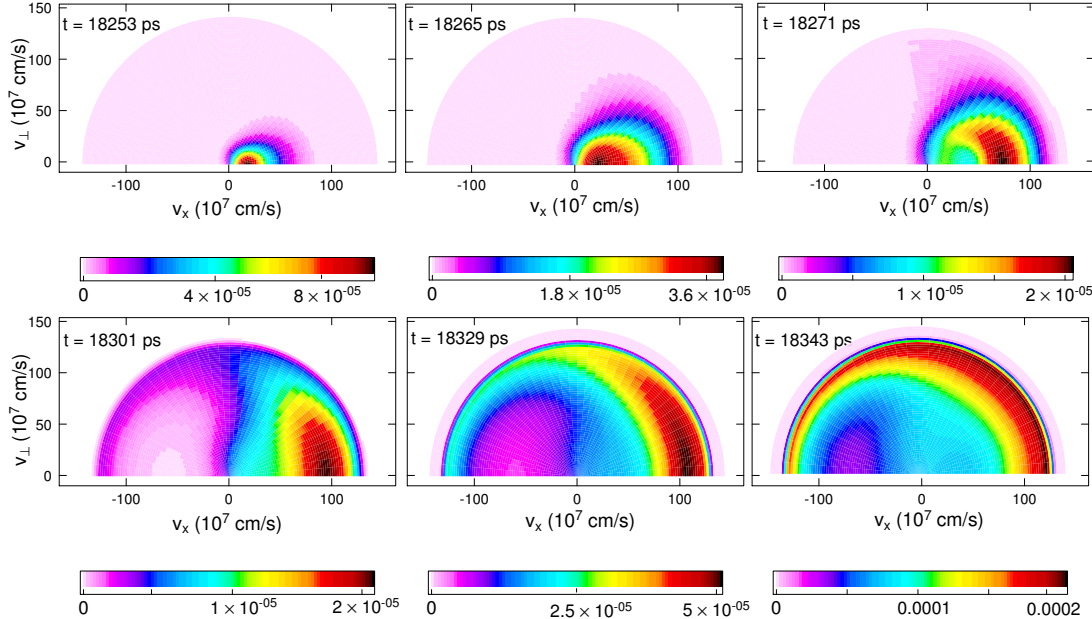 t = 18253 ps
t = 18265 ps
t = 18271 ps
150
100
50
0
v⊥ (10⁷ cm/s)
-100 0 100
-100 0 100
-100 0 100
vₓ (10⁷ cm/s)
vₓ (10⁷ cm/s)
vₓ (10⁷ cm/s)
0 4 × 10⁻⁰⁵ 8 × 10⁻⁰⁵
0 1.8 × 10⁻⁰⁵ 3.6 × 10⁻⁰⁵
0 1 × 10⁻⁰⁵ 2 × 10⁻⁰⁵
t = 18301 ps
t = 18329 ps
t = 18343 ps
150
100
50
0
v⊥ (10⁷ cm/s)
-100 0 100
-100 0 100
-100 0 100
vₓ (10⁷ cm/s)
vₓ (10⁷ cm/s)
vₓ (10⁷ cm/s)
0 1 × 10⁻⁰⁵ 2 × 10⁻⁰⁵
0 2.5 × 10⁻⁰⁵ 5 × 10⁻⁰⁵
0 0.0001 0.0002